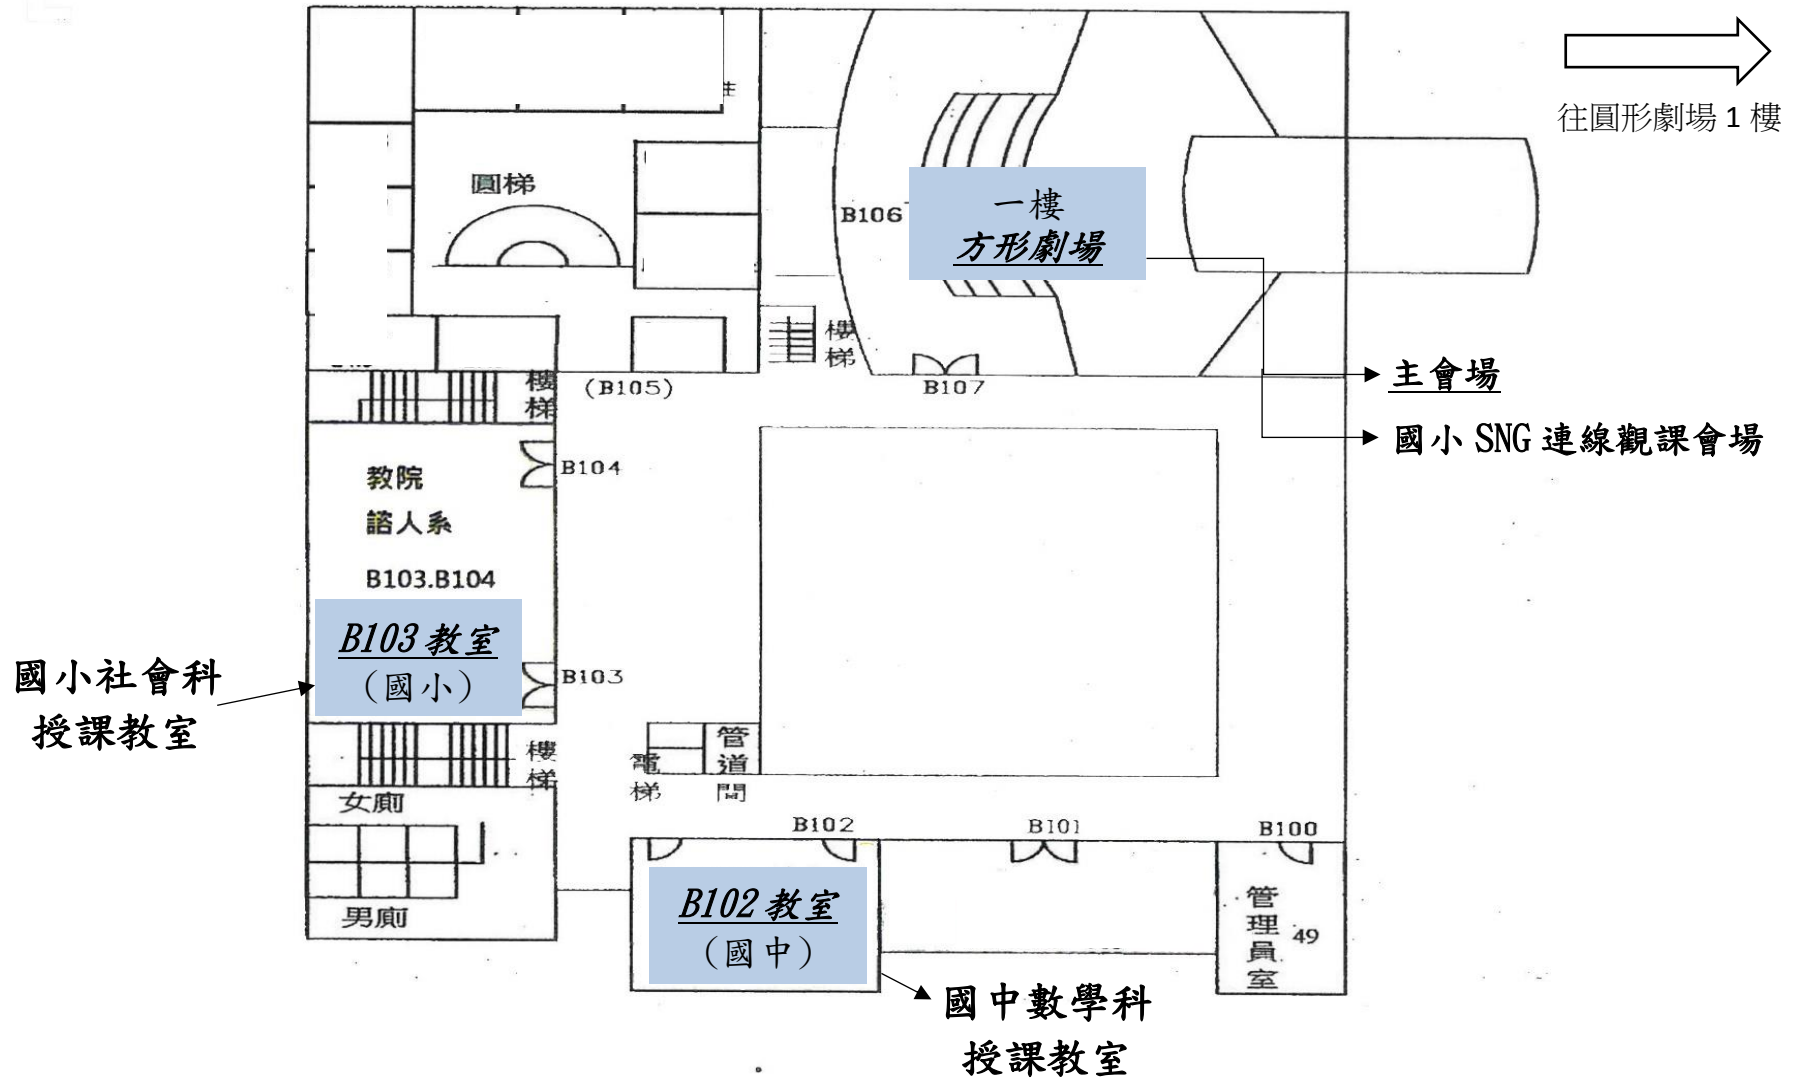 往圓形劇場 1 樓
圓梯
B106
一樓
方形劇場
樓
梯
主會場
樓
梯
(B105)
B107
國小 SNG 連線觀課會場
B104
教院
諮人系
B103.B104
B103 教室
(國小)
B103
國小社會科
授課教室
樓
梯
電
梯
管
道
間
女廁
B102
B101
B100
男廁
B102 教室
(國中)
管
理
員
室
49
國中數學科
授課教室